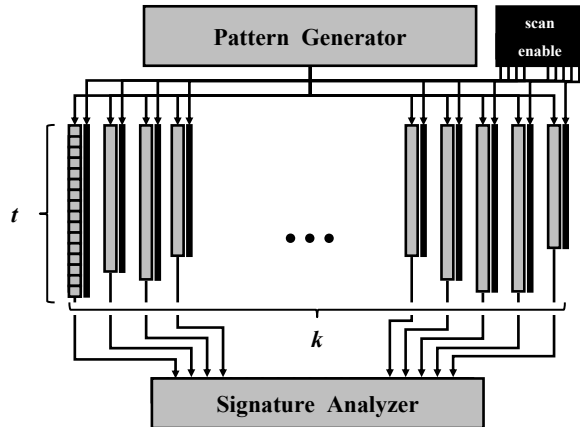 Pattern Generator
scan
enable
t
• • •
k
Signature Analyzer